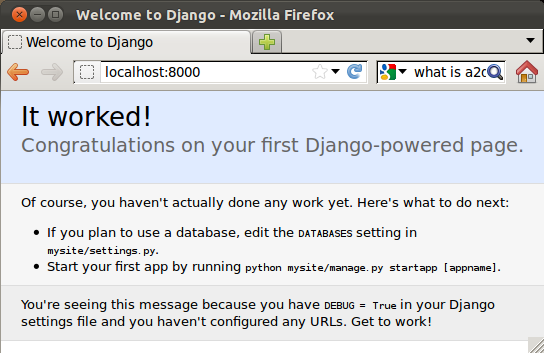 Welcome to Django - Mozilla Firefox
Welcome to Django
localhost:8000
what is a2
It worked!
Congratulations on your first Django-powered page.
Of course, you haven't actually done any work yet. Here's what to do next:
If you plan to use a database, edit the DATABASES setting in
mysite/settings.py.
Start your first app by running python mysite/manage.py startapp [appname].
You're seeing this message because you have DEBUG = True in your Django
settings file and you haven't configured any URLs. Get to work!